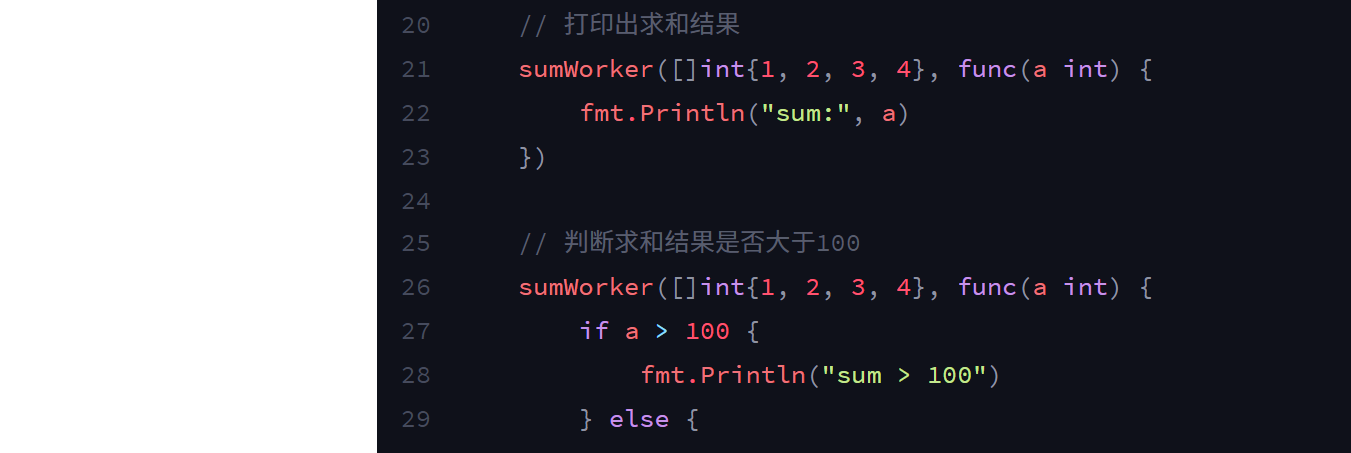 20 // 打印出求和结果
21 sumWorker([]int{1, 2, 3, 4}, func(a int) {
22 fmt.Println("sum:", a)
23 })
24
25 // 判断求和结果是否大于100
26 sumWorker([]int{1, 2, 3, 4}, func(a int) {
27 if a > 100 {
28 fmt.Println("sum > 100")
29 } else {